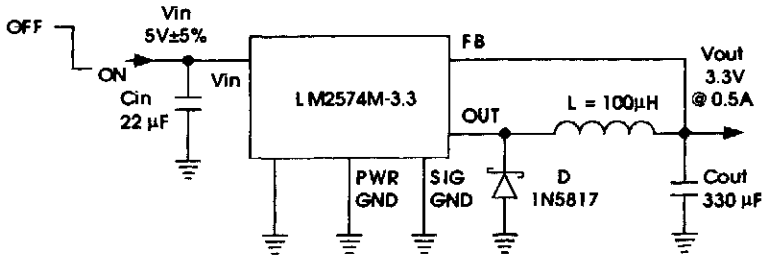 OFF
ON
Vin
5V±5%
Vin
Cin
22 µF
LM2574M-3.3
FB
OUT
PWR
GND
SIG
GND
L = 100µH
D
1N5817
Vout
3.3V
@ 0.5A
Cout
330 µF